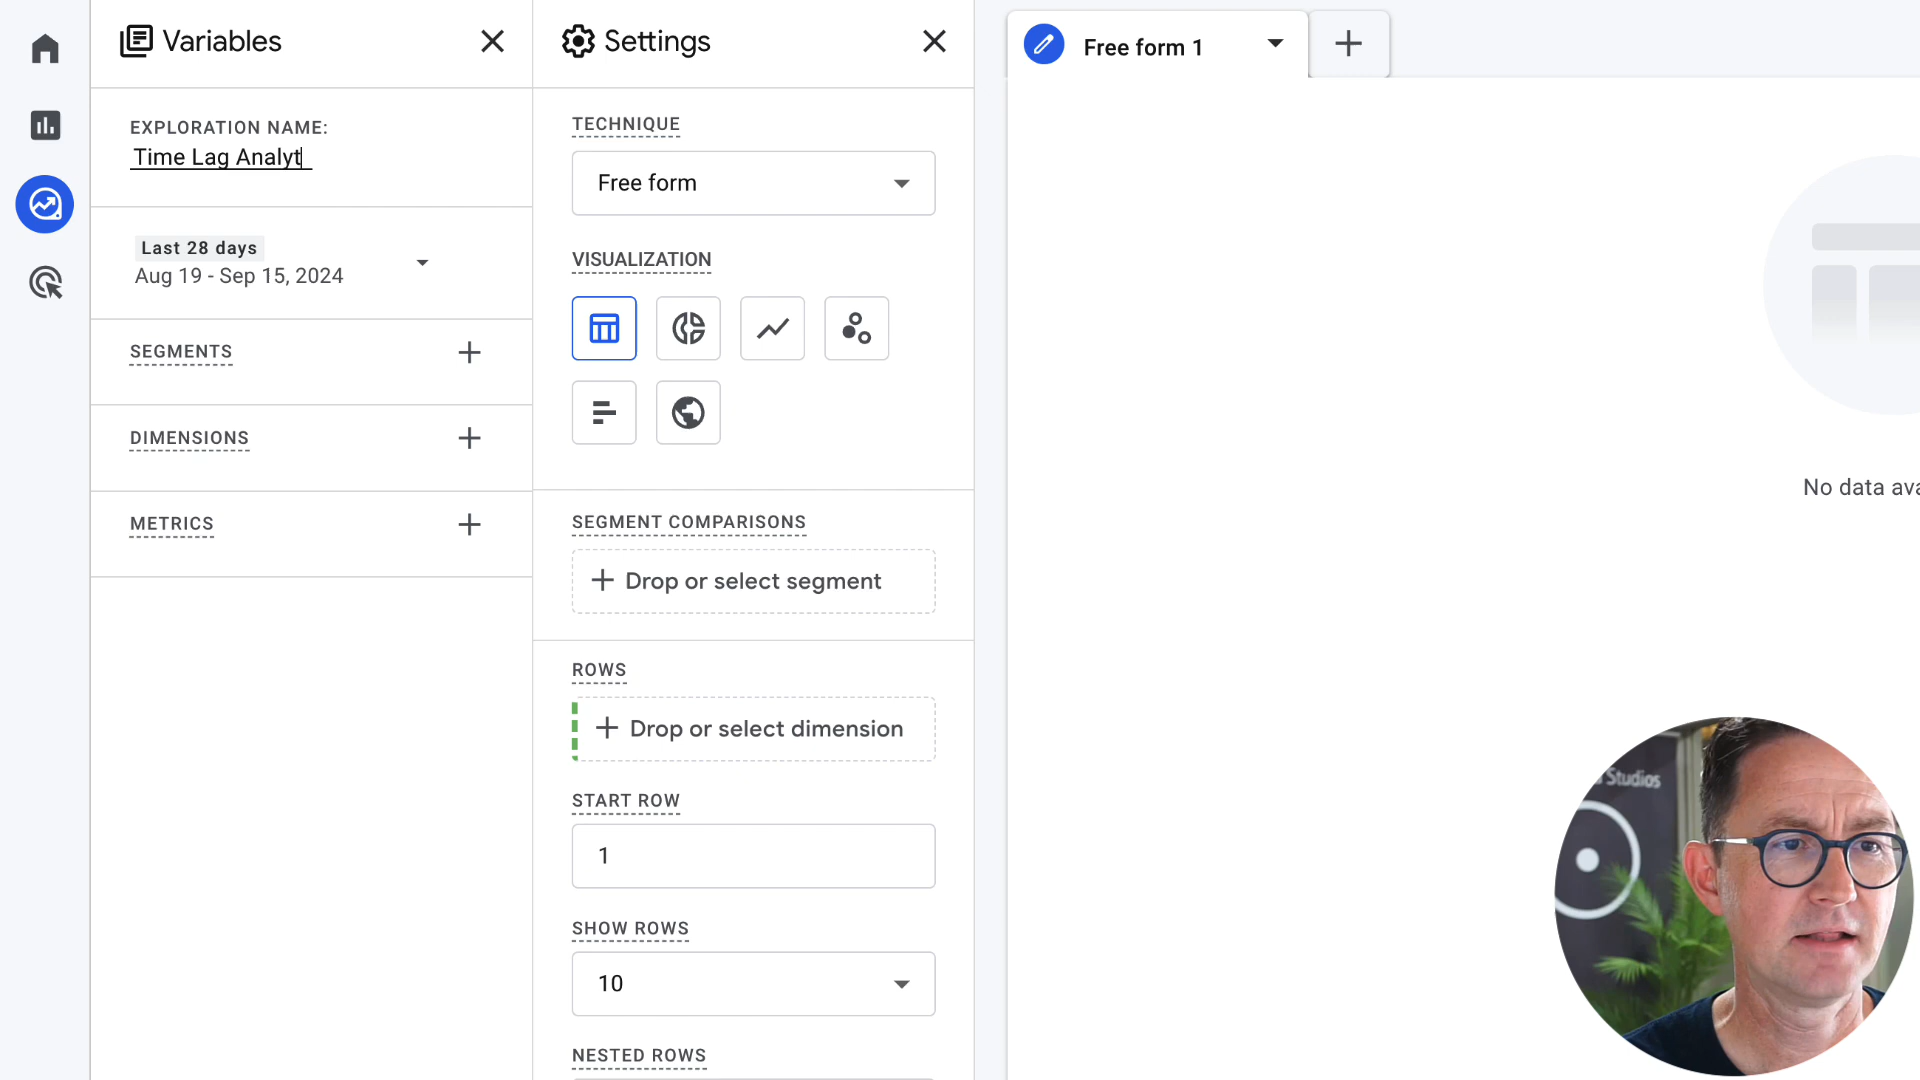 Variables
EXPLORATION NAME:
Time Lag Analyt
Last 28 days
Aug 19 - Sep 15, 2024
SEGMENTS
DIMENSIONS
METRICS
Settings
TECHNIQUE
Free form
VISUALIZATION
SEGMENT COMPARISONS
Drop or select segment
ROWS
Drop or select dimension
START ROW
1
SHOW ROWS
10
NESTED ROWS
Free form 1
No data
Studios